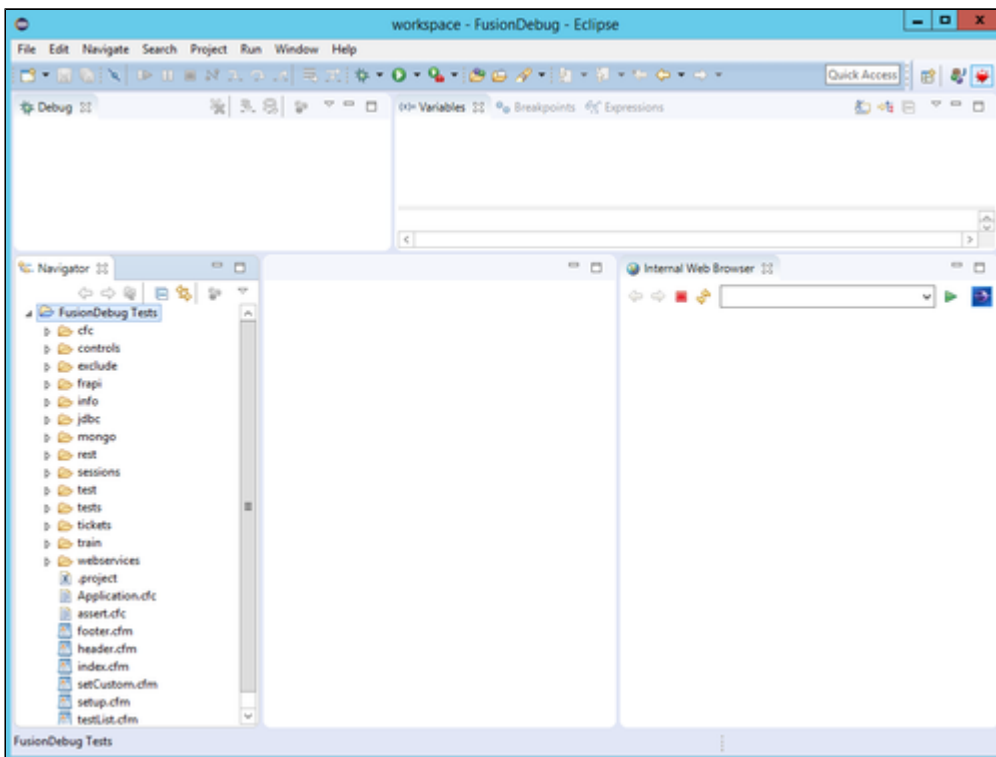 workspace - FusionDebug - Eclipse
File Edit Navigate Search Project Run Window Help
Quick Access
Debug
(x)= Variables Breakpoints Expressions
Navigator
Internal Web Browser
FusionDebug Tests
cfc
controls
exclude
frapi
info
jdbc
mongo
rest
sessions
test
tests
tickets
train
webservices
.project
Application.cfc
assert.cfc
footer.cfm
header.cfm
index.cfm
setCustom.cfm
setup.cfm
testList.cfm
FusionDebug Tests